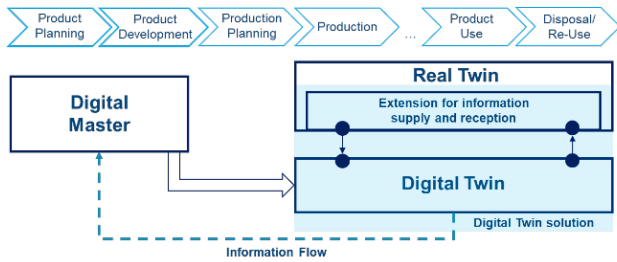 Product
Planning
Product
Development
Production
Planning
Production
...
Product
Use
Disposal/
Re-Use
Digital
Master
Real Twin
Extension for information
supply and reception
Digital Twin
Digital Twin solution
Information Flow